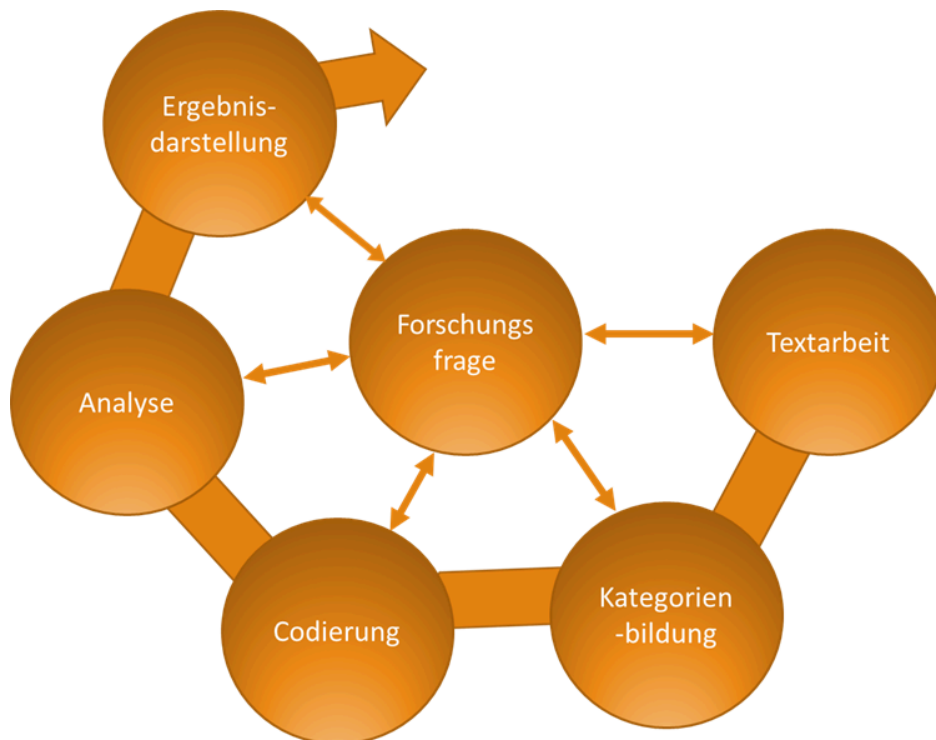 Ergebnis-
darstellung
Forschungs
frage
Textarbeit
Analyse
Kategorien
-bildung
Codierung